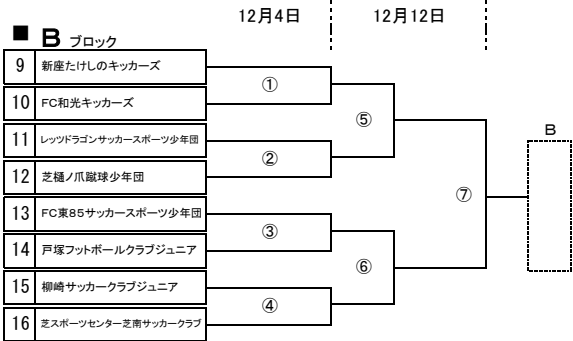 12月4日 12月12日
■ B ブロック
9 新座たけしのキッカーズ
①
10 FC和光キッカーズ
⑤
B
11 レッツドラゴンサッカースポーツ少年団
②
12 芝樋ノ爪蹴球少年団
⑦
13 FC東85サッカースポーツ少年団
③
14 戸塚フットボールクラブジュニア
⑥
15 柳崎サッカークラブジュニア
④
16 芝スポーツセンター芝南サッカークラブ